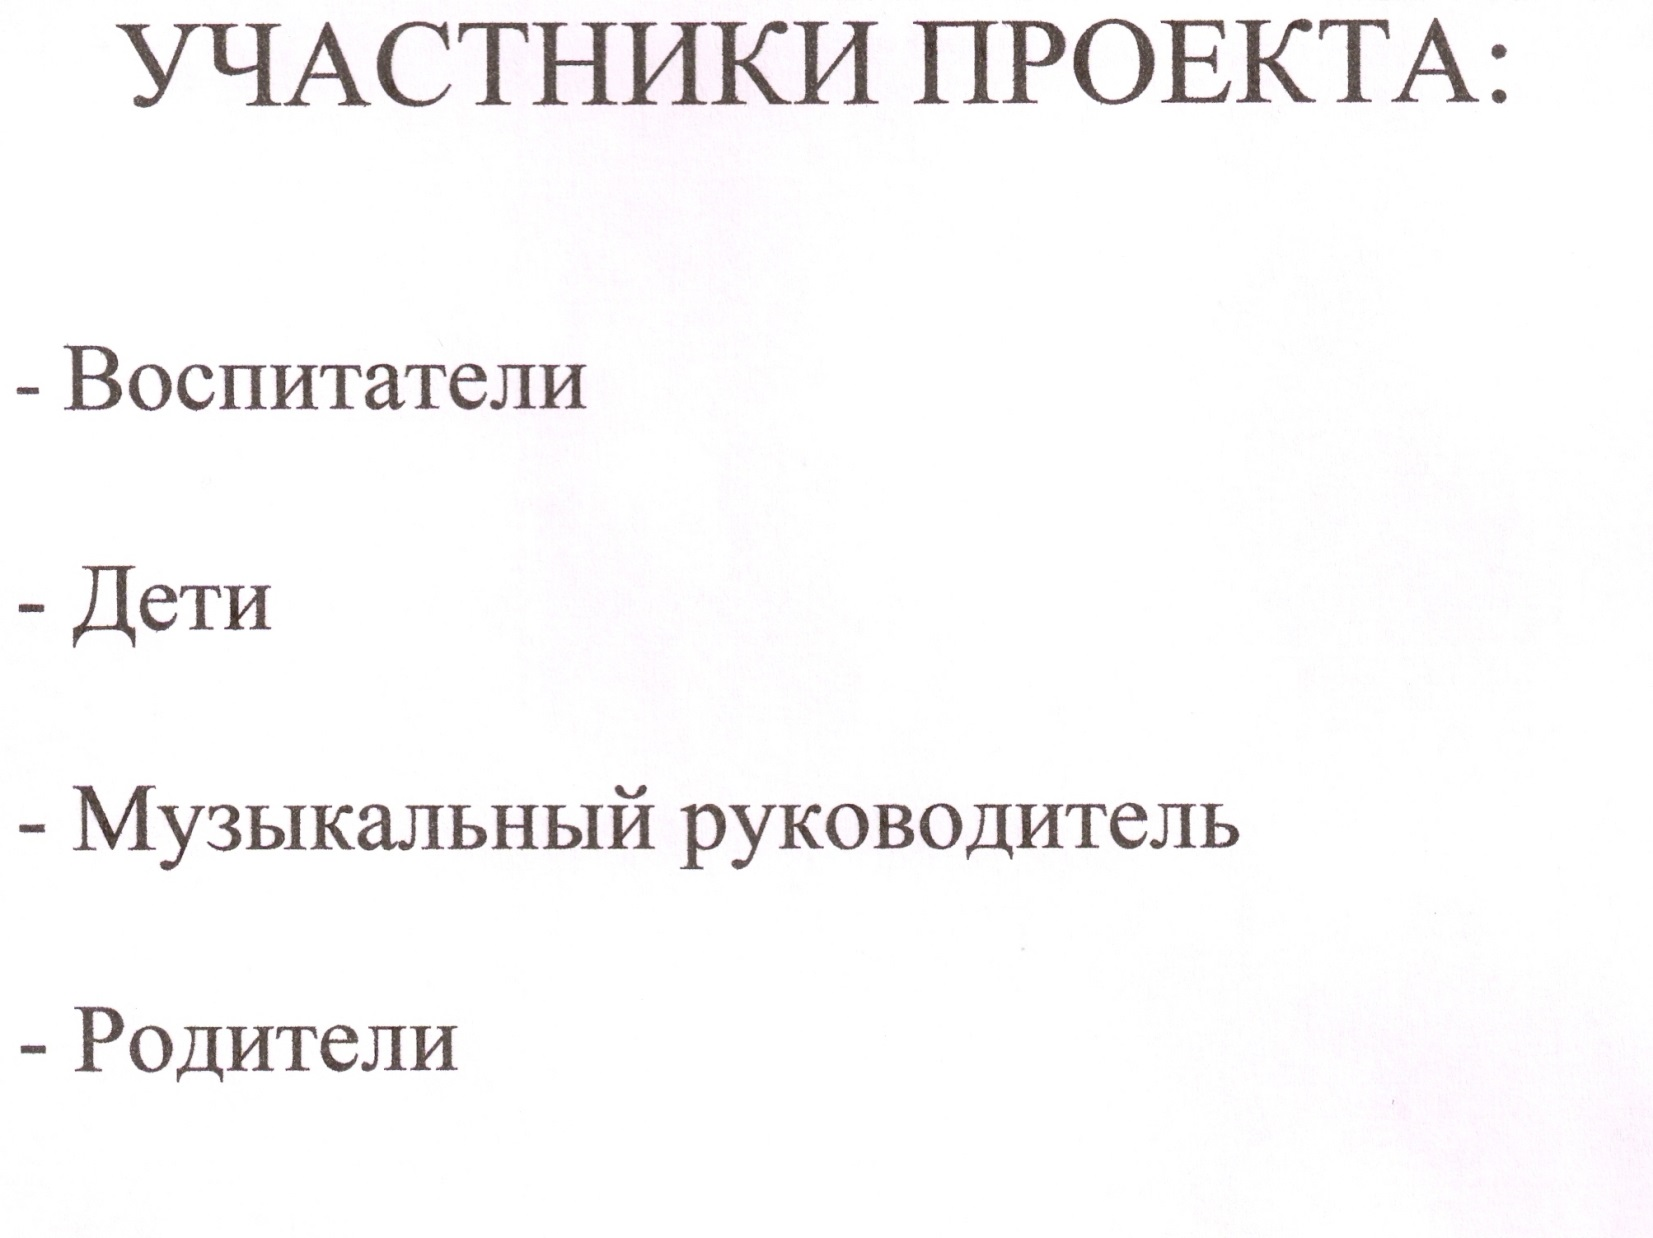 УЧАСТНИКИ ПРОЕКТА:
- Воспитатели
- Дети
- Музыкальный руководитель
- Родители